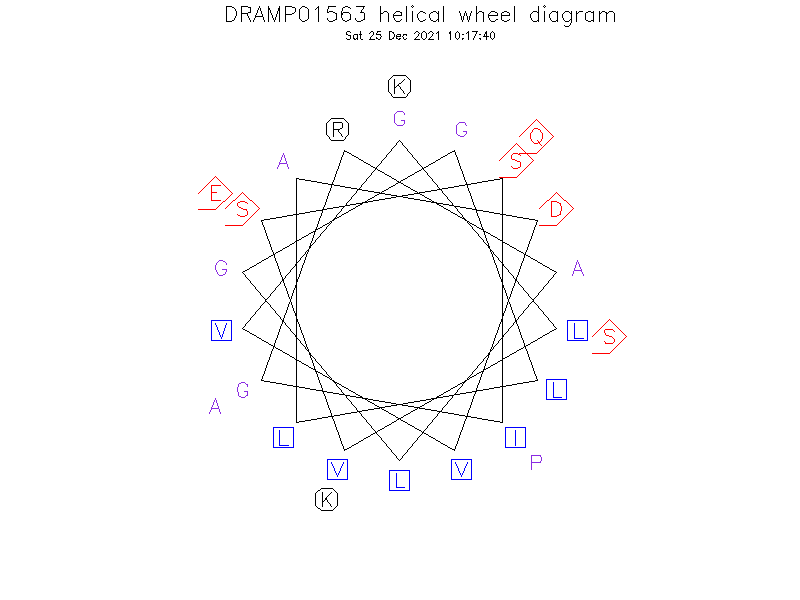 DRAMP01563 helical wheel diagram
Sat 25 Dec 2021 10:17:40
K
G
R
G
Q
A
S
E
S
D
G
A
V
L
S
G
L
A
L
I
V
V
P
L
K